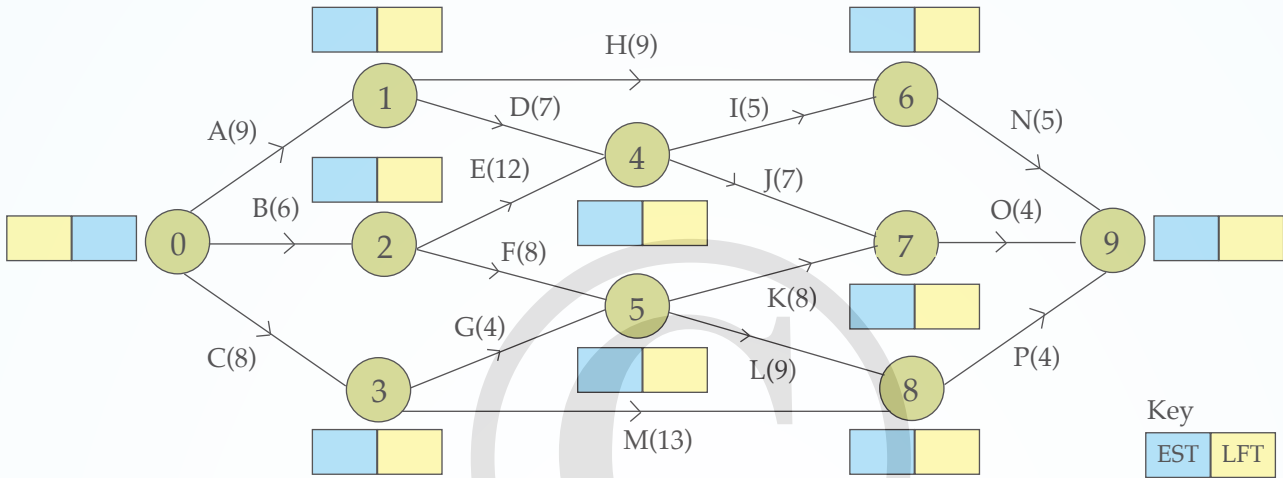 H(9)
1
6
D(7)
I(5)
A(9)
N(5)
4
E(12)
J(7)
B(6)
O(4)
0
2
7
9
F(8)
5
K(8)
G(4)
C(8)
L(9)
P(4)
3
8
M(13)
Key
EST LFT
C